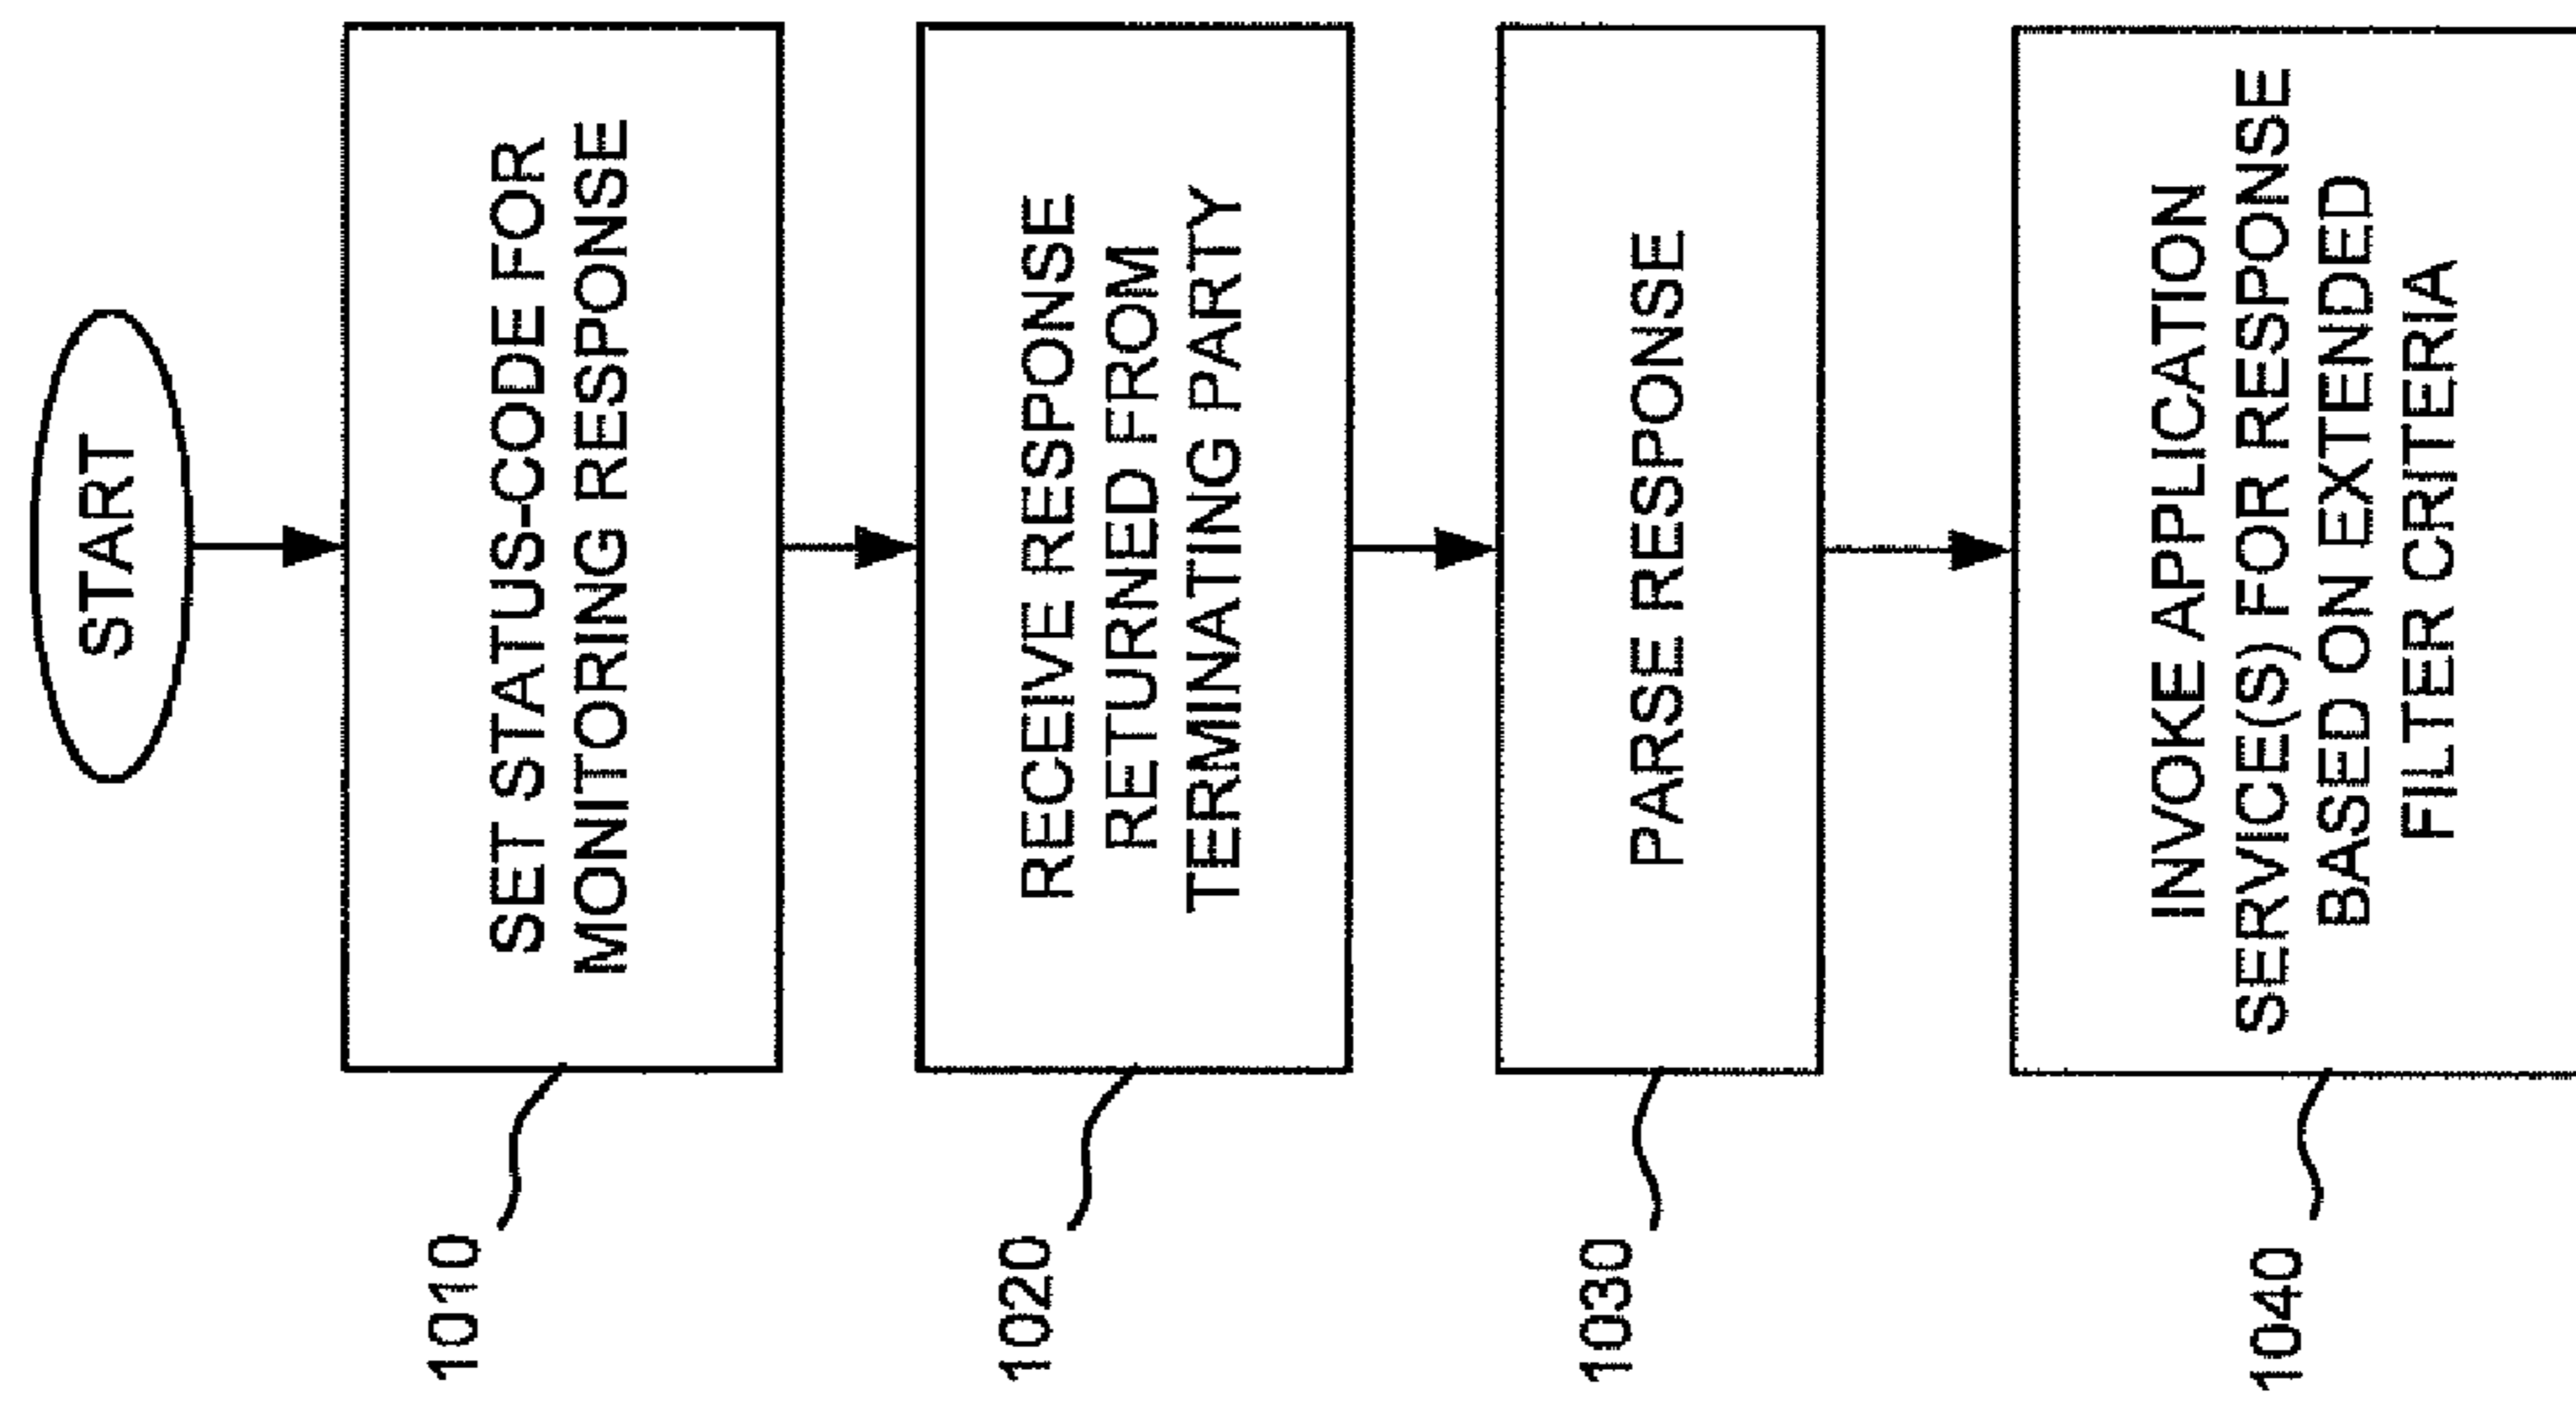 START
SET STATUS-CODE FOR
MONITORING RESPONSE
1010
RECEIVE RESPONSE
RETURNED FROM
TERMINATING PARTY
1020
PARSE RESPONSE
1030
INVOKE APPLICATION
SERVICE(S) FOR RESPONSE
BASED ON EXTENDED
FILTER CRITERIA
1040